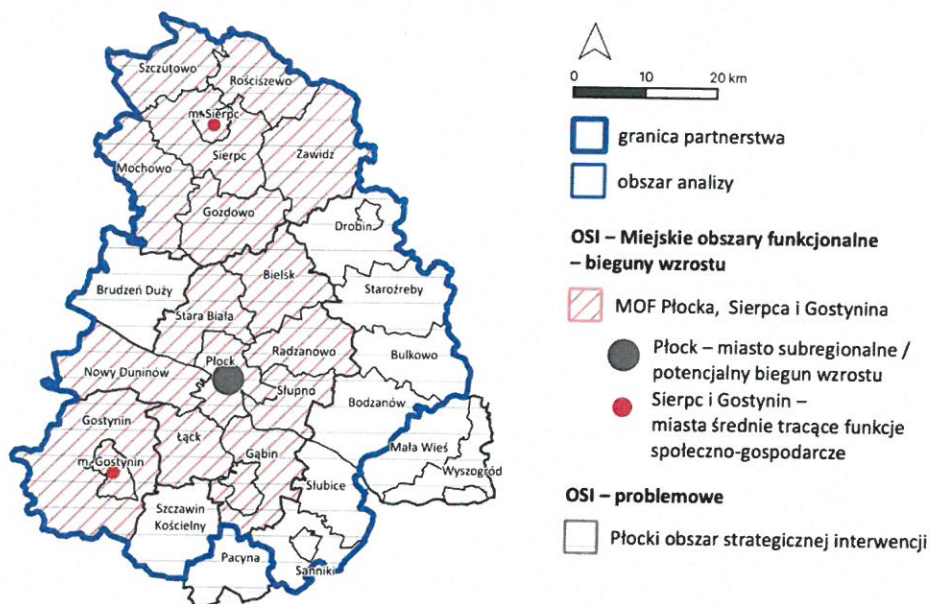 Szczutowo
Rościszewo
m. Sierpc
Sierpc
Zawidz
Mochowo
Gozdowo
Drobin
Bielsk
Brudzeń Duży
Staroźreby
Stara Biała
Płock
Radzanowo
Bulkowo
Nowy Duninów
Słupno
Bodzanów
Gostynin
Łąck
Gąbin
Mała Wieś
m. Gostynin
Wyszogród
Słubice
Szczawin
Kościelny
Pacyna
Sanniki
0 10 20 km
granica partnerstwa
obszar analizy
OSI – Miejskie obszary funkcjonalne
– bieguny wzrostu
MOF Płocka, Sierpca i Gostynina
Płock – miasto subregionalne /
potencjalny biegun wzrostu
Sierpc i Gostynin –
miasta średnie tracące funkcje
społeczno-gospodarcze
OSI – problemowe
Płocki obszar strategicznej interwencji